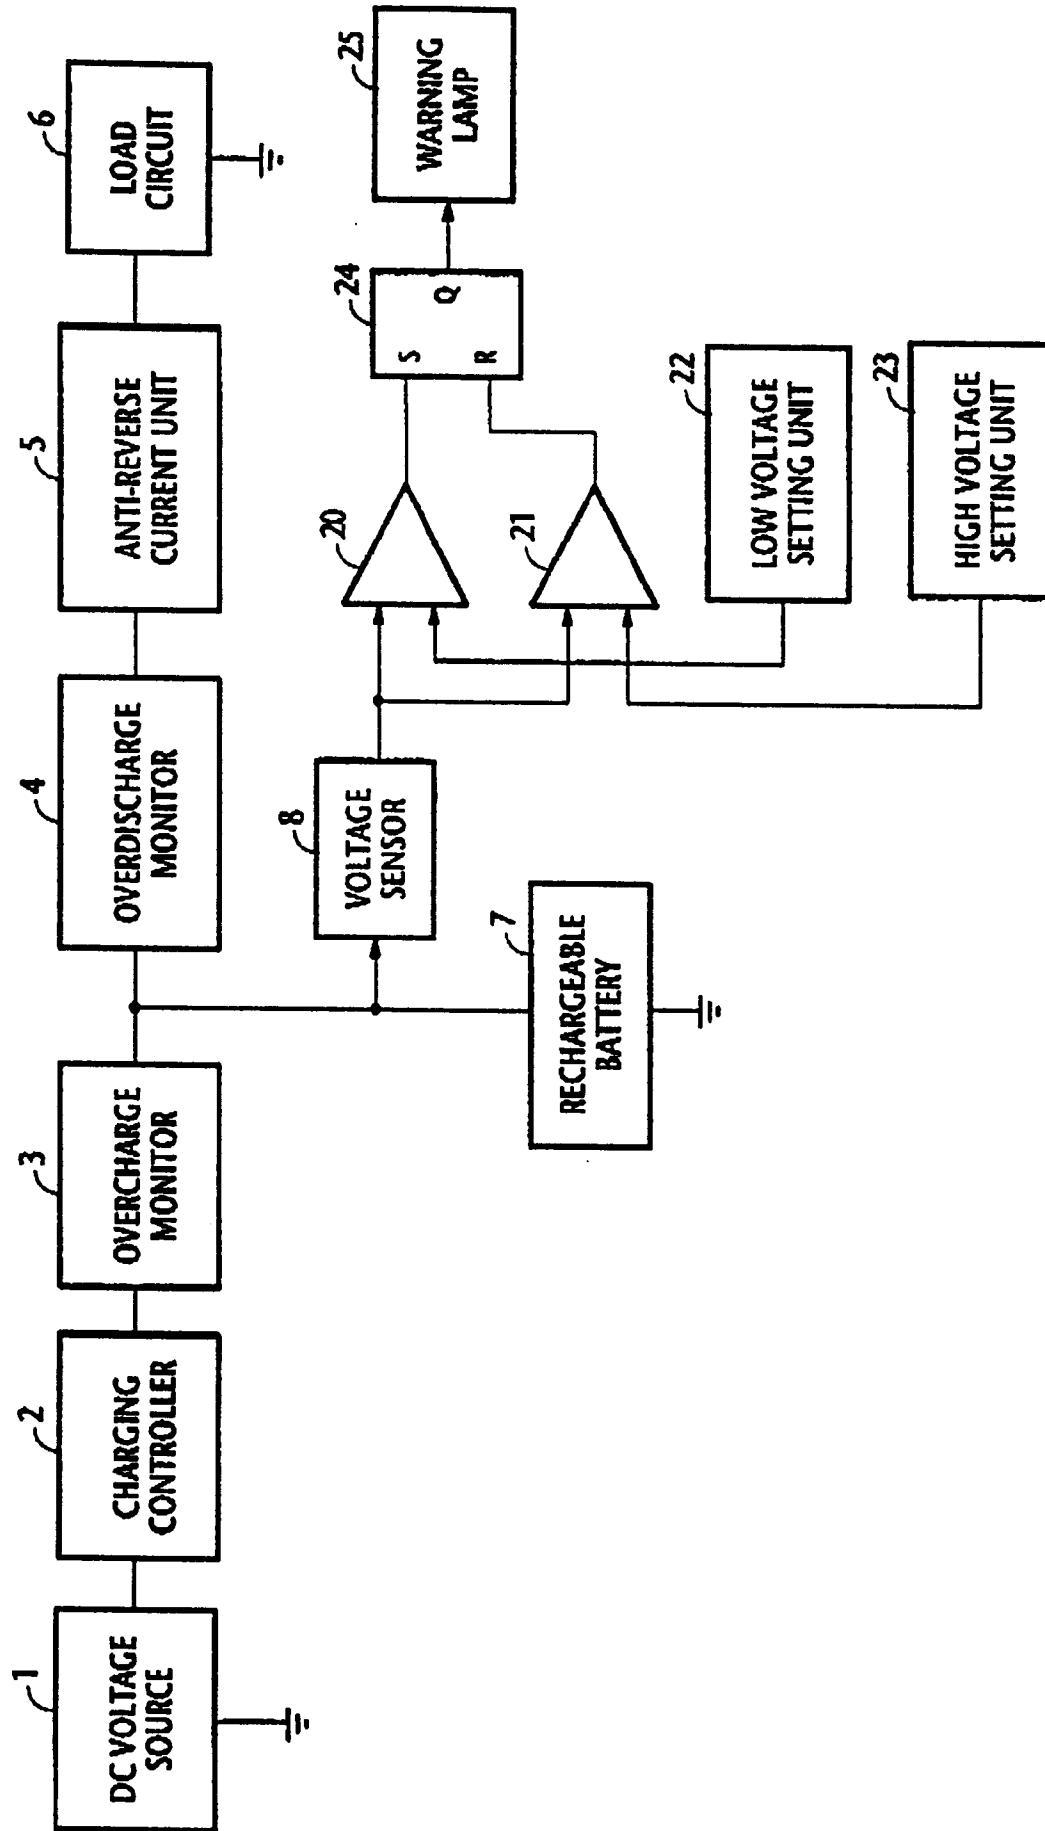 1
DC VOLTAGE
SOURCE
2
CHARGING
CONTROLLER
3
OVERCHARGE
MONITOR
4
OVERDISCHARGE
MONITOR
5
ANTI-REVERSE
CURRENT UNIT
6
LOAD
CIRCUIT
7
RECHARGEABLE
BATTERY
8
VOLTAGE
SENSOR
20
21
22
LOW VOLTAGE
SETTING UNIT
23
HIGH VOLTAGE
SETTING UNIT
24
S
Q
R
25
WARNING
LAMP